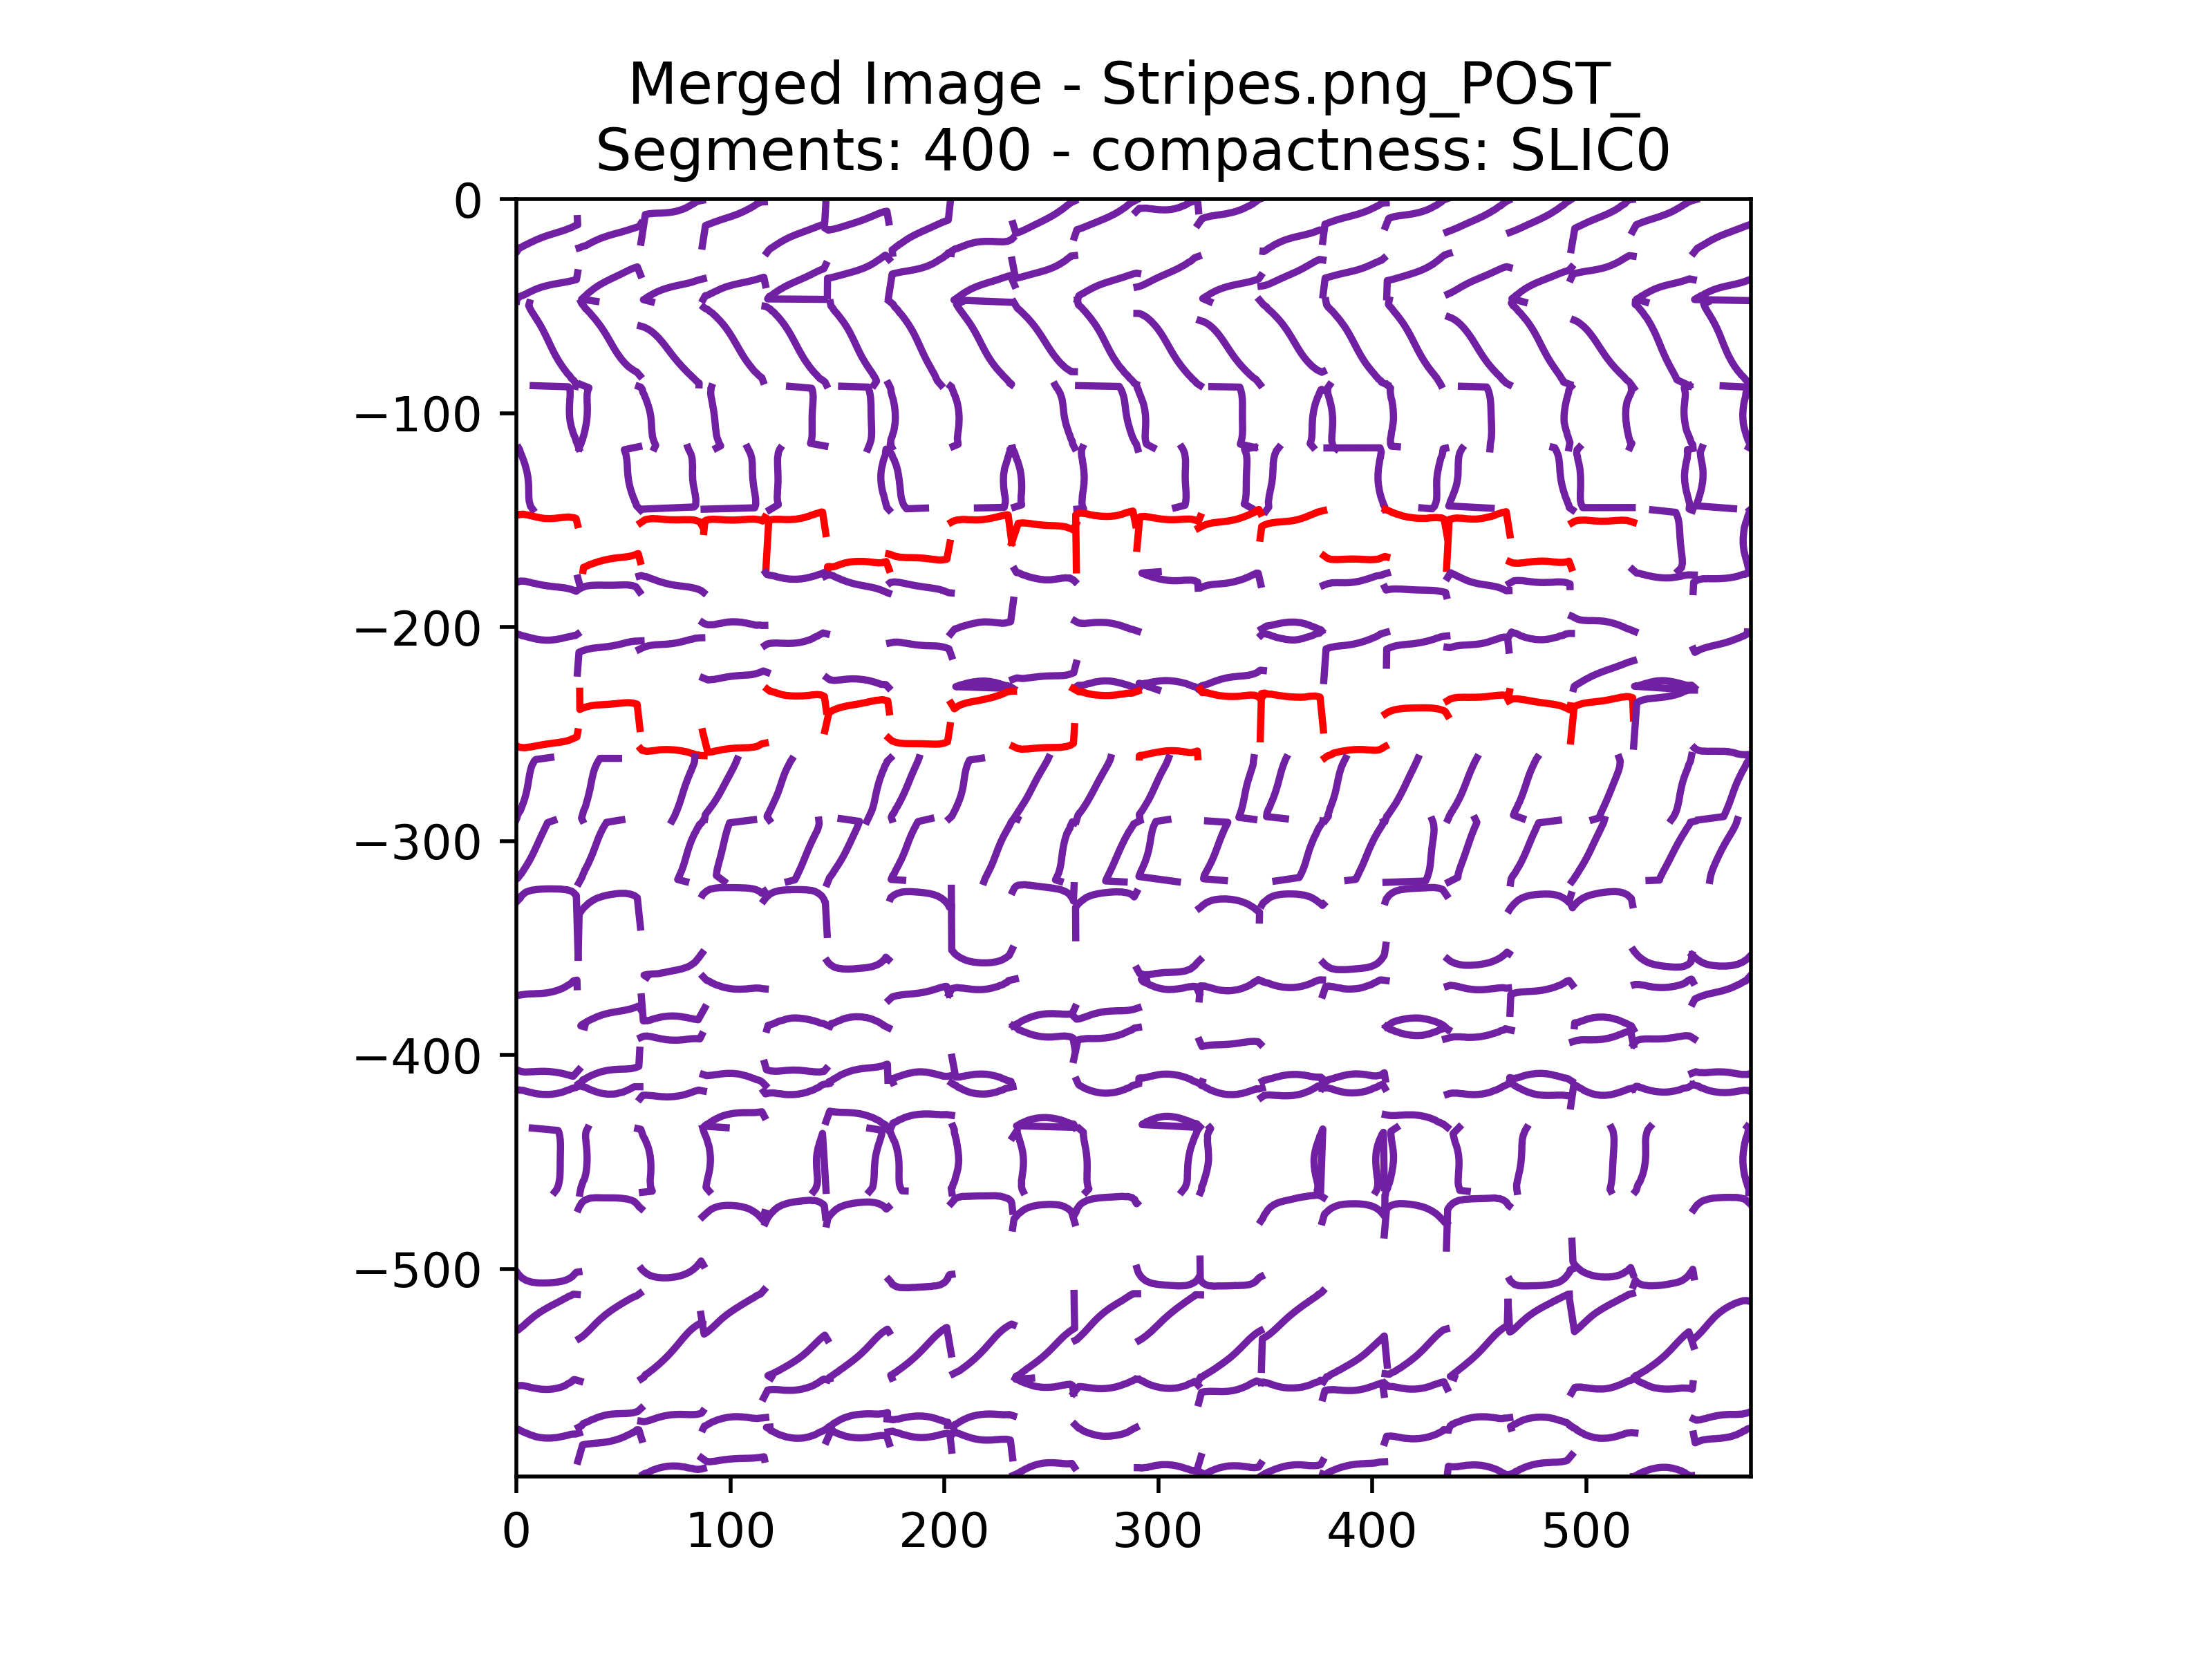 Merged Image - Stripes.png_POST_
Segments: 400 - compactness: SLIC0
0
−100
−200
−300
−400
−500
0 100 200 300 400 500